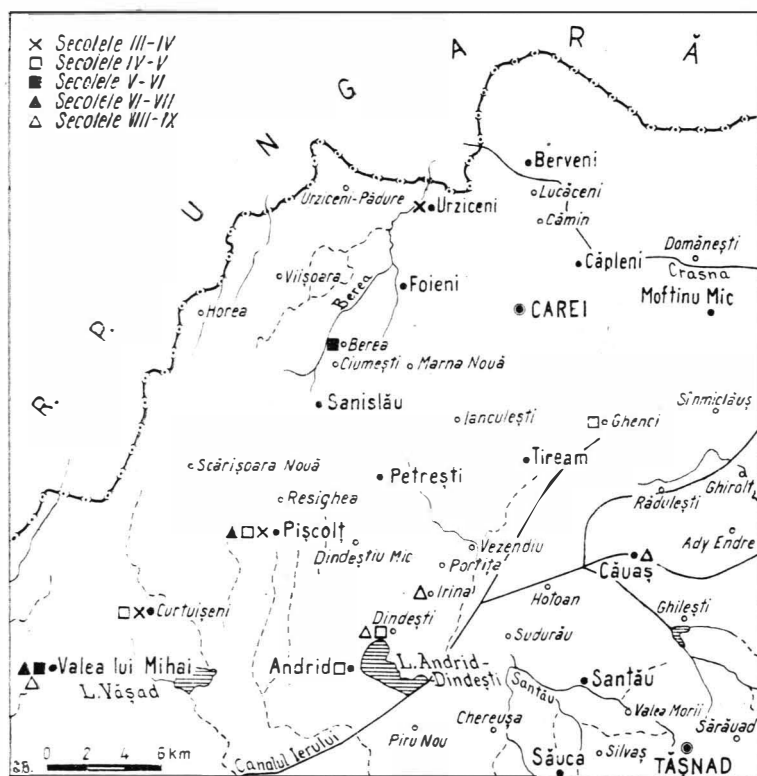 Secolele III-IV
Secolele IV-V
Secolele V-VI
Secolele VI-VII
Secolele VIII-IX
R. P. UNGARĂ
Berveni
Lucăceni
Urziceni-Pădure
Urziceni
Cămin
Domănești
Căpleni
Crasna
Viișoara
Berea
Foieni
Moftinu Mic
Horea
CAREI
Berea
Ciumești
Marna Nouă
Sanislău
Sînmiclăuș
Ianculești
Ghenci
Scărișoara Nouă
Petrești
Tiream
Ghirolt
Resighea
Rădulești
Pișcolț
Dindeștiu Mic
Vezendiu
Ady Endre
Portița
Căuaș
Irina
Hotoan
Curtuișeni
Dindești
Ghilești
Sudurău
Valea lui Mihai
Andrid
L. Andrid-
Dindești
Santău
L. Vășad
Santău
Valea Morii
Chereușa
Sărăuad
Canalul Ierului
Piru Nou
Silvaș
TĂȘNAD
Săuca
0 2 4 6 km